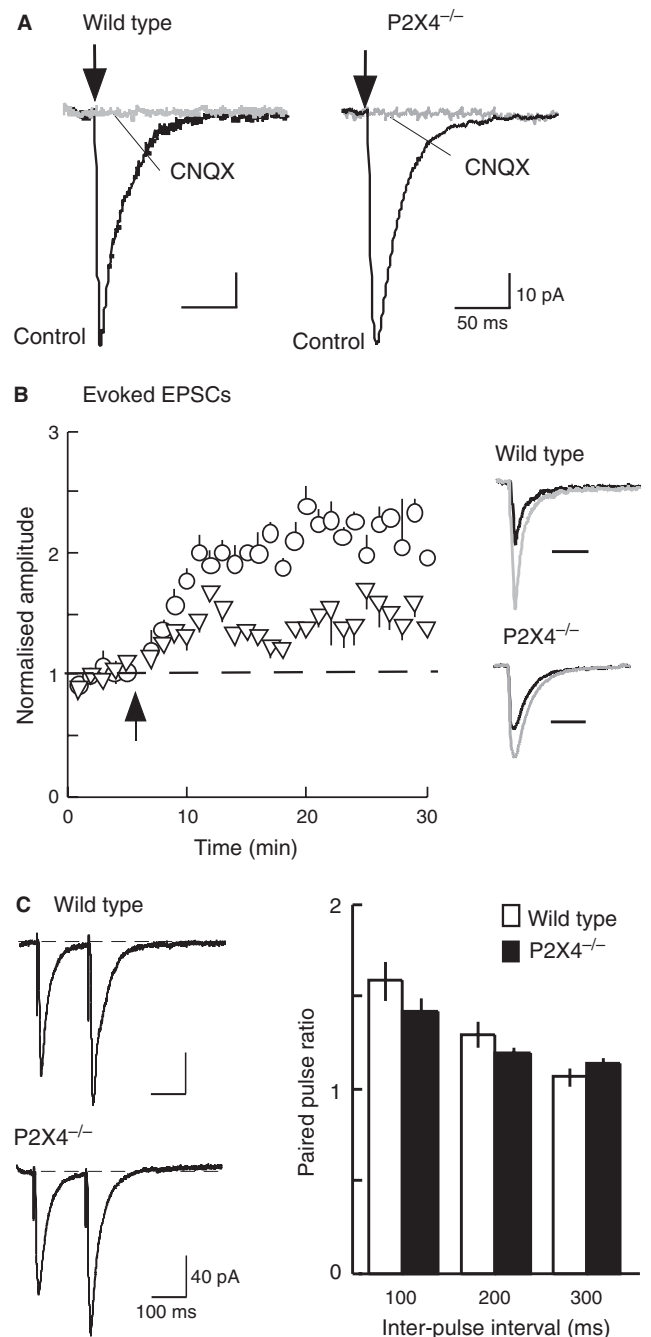 A
Wild type
P2X4⁻/⁻
CNQX
CNQX
Control
Control
10 pA
50 ms
B
Evoked EPSCs
3
2
1
0
Normalised amplitude
0
10
20
30
Time (min)
Wild type
P2X4⁻/⁻
C
Wild type
P2X4⁻/⁻
40 pA
100 ms
2
1
0
Paired pulse ratio
Wild type
P2X4⁻/⁻
100
200
300
Inter-pulse interval (ms)